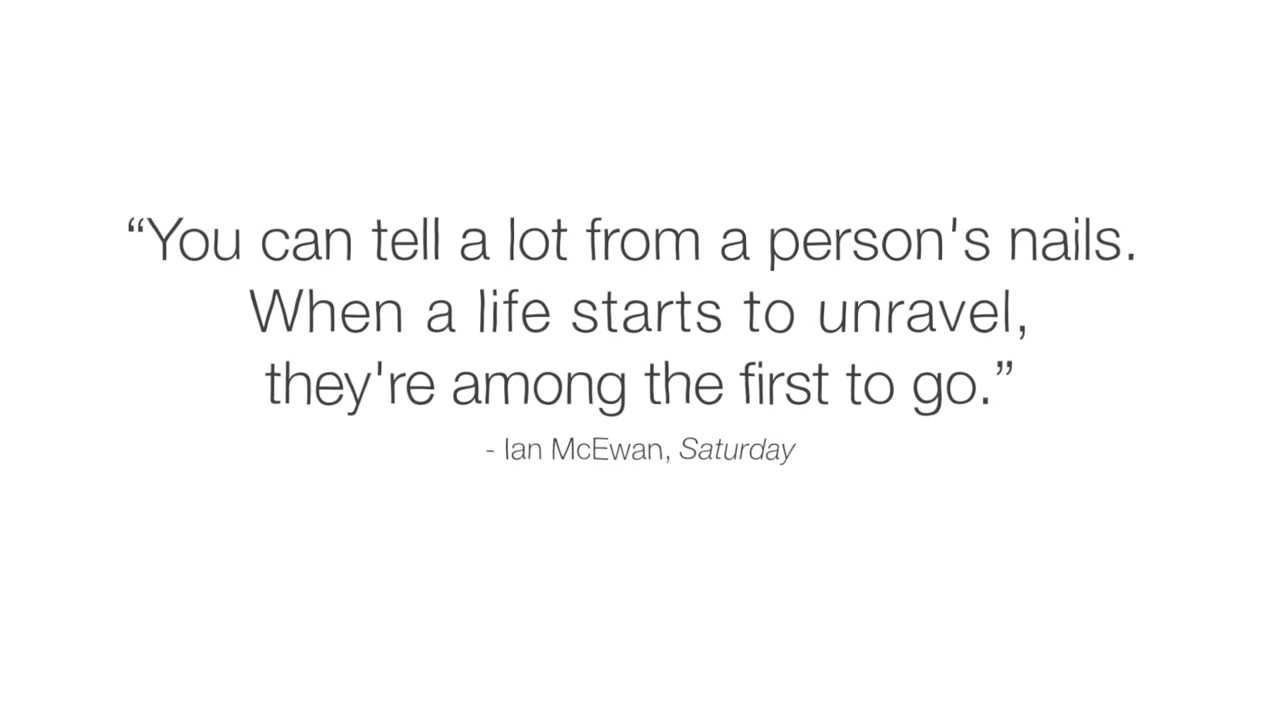 “You can tell a lot from a person's nails.
When a life starts to unravel,
they're among the first to go.”
- Ian McEwan, Saturday